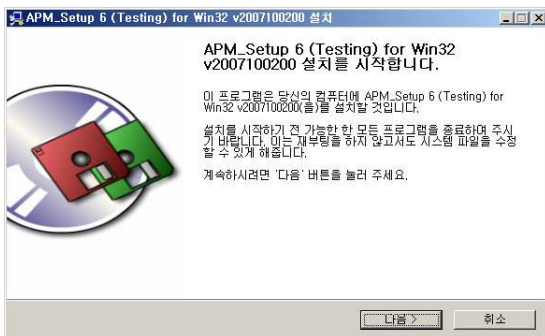 APM_Setup 6 (Testing) for Win32 v2007100200 설치
APM_Setup 6 (Testing) for Win32
v2007100200 설치를 시작합니다.
이 프로그램은 당신의 컴퓨터에 APM_Setup 6 (Testing) for
Win32 v2007100200(을)를 설치할 것입니다.
설치를 시작하기 전 가능한 한 모든 프로그램을 종료하여 주시
기 바랍니다. 이는 재부팅을 하지 않고서도 시스템 파일을 수정
할 수 있게 해줍니다.
계속하시려면 '다음' 버튼을 눌러 주세요.
다음 >
취소